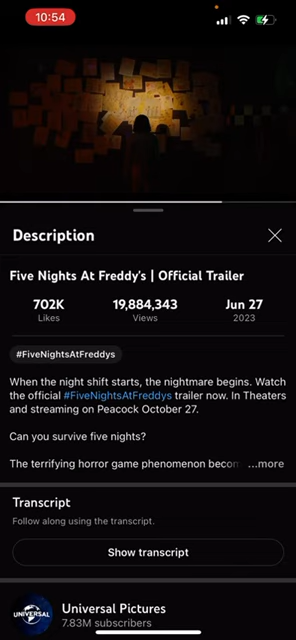 10:54
Description
Five Nights At Freddy's | Official Trailer
702K 19,884,343 Jun 27
Likes Views 2023
#FiveNightsAtFreddys
When the night shift starts, the nightmare begins. Watch
the official #FiveNightsAtFreddys trailer now. In Theaters
and streaming on Peacock October 27.
Can you survive five nights?
The terrifying horror game phenomenon becom ...more
Transcript
Follow along using the transcript.
Show transcript
UNIVERSAL
Universal Pictures
7.83M subscribers